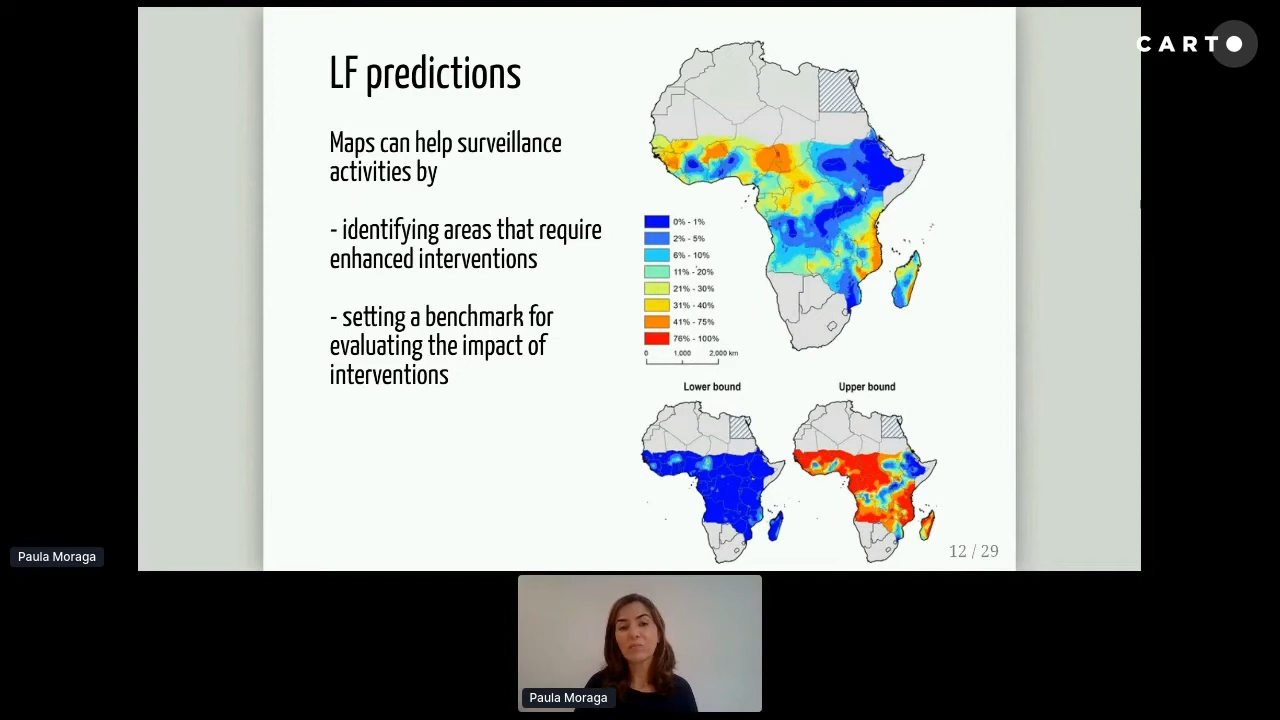 CARTO
LF predictions
Maps can help surveillance
activities by
- identifying areas that require
enhanced interventions
- setting a benchmark for
evaluating the impact of
interventions
0% - 1%
2% - 5%
6% - 10%
11% - 20%
21% - 30%
31% - 40%
41% - 75%
76% - 100%
0 1,000 2,000 km
Lower bound
Upper bound
12 / 29
Paula Moraga
Paula Moraga